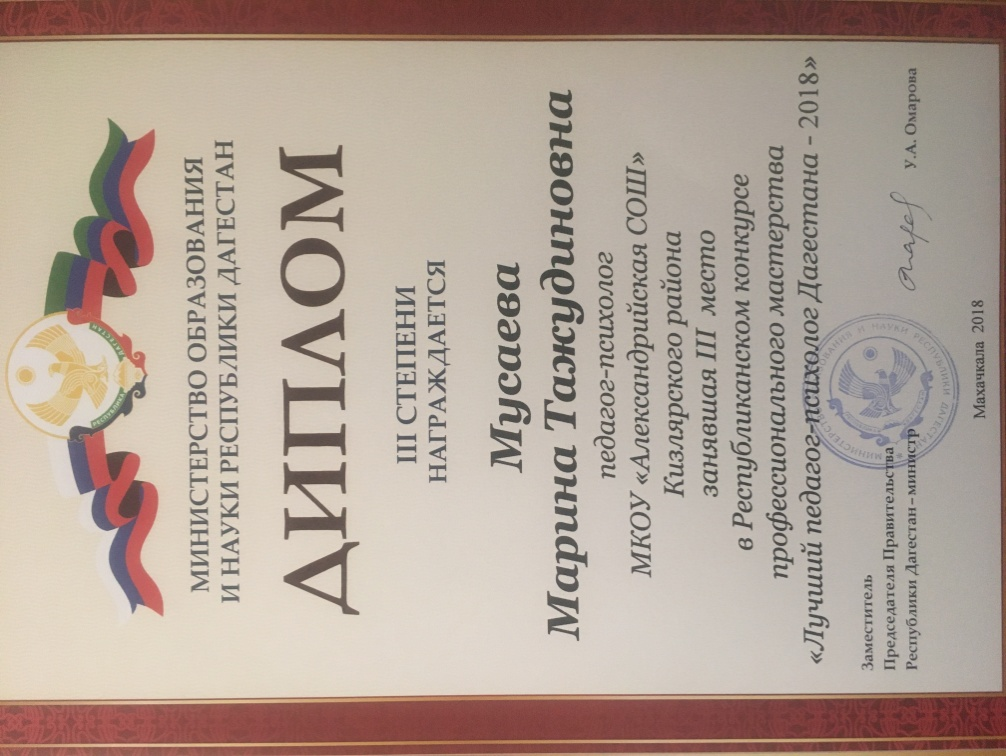 РЕСПУБЛИКА ДАГЕСТАН
МИНИСТЕРСТВО ОБРАЗОВАНИЯ
И НАУКИ РЕСПУБЛИКИ ДАГЕСТАН
ДИПЛОМ
III СТЕПЕНИ
НАГРАЖДАЕТСЯ
Мусаева
Марина Тажудиновна
педагог-психолог
МКОУ «Александрийская СОШ»
Кизлярского района
занявшая III место
в Республиканском конкурсе
профессионального мастерства
«Лучший педагог-психолог Дагестана - 2018»
Заместитель
Председателя Правительства
Республики Дагестан – министр
У.А. Омарова
Махачкала 2018